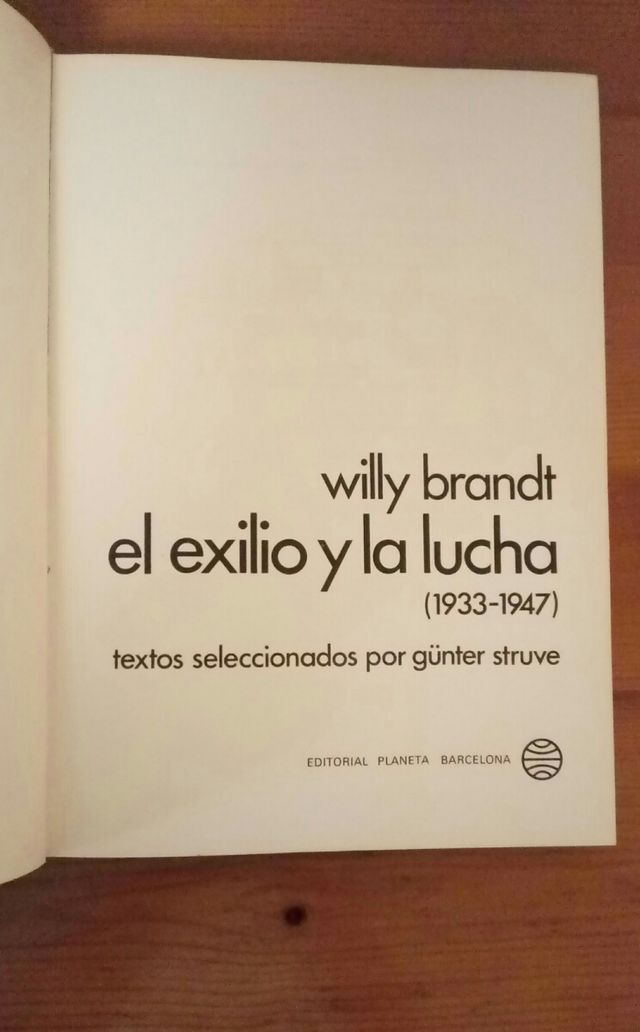 willy brandt
el exilio y la lucha
(1933-1947)
textos seleccionados por günter struve
EDITORIAL PLANETA BARCELONA